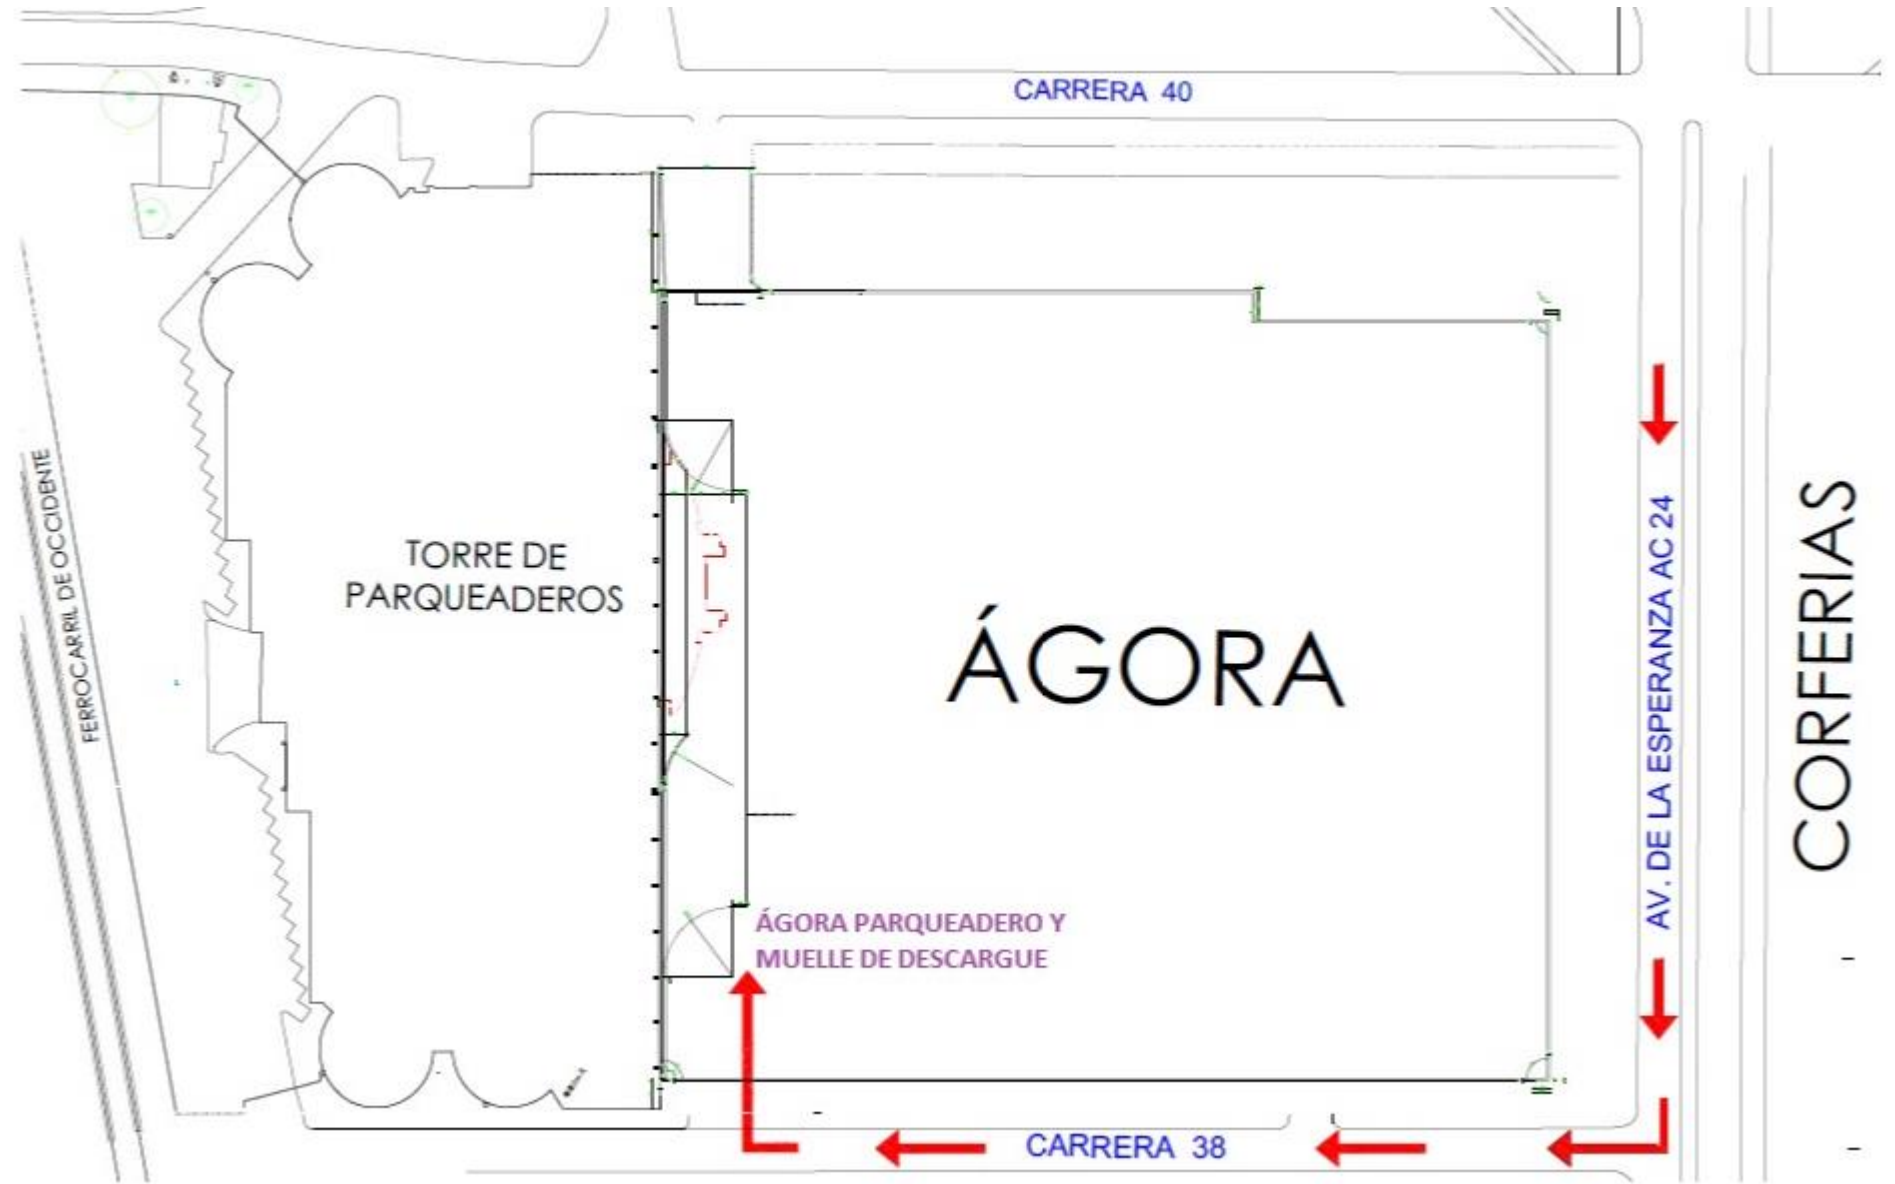 CARRERA 40
FERROCARRIL DE OCCIDENTE
TORRE DE
PARQUEADEROS
ÁGORA
AV. DE LA ESPERANZA AC 24
CORFERIAS
ÁGORA PARQUEADERO Y
MUELLE DE DESCARGUE
CARRERA 38